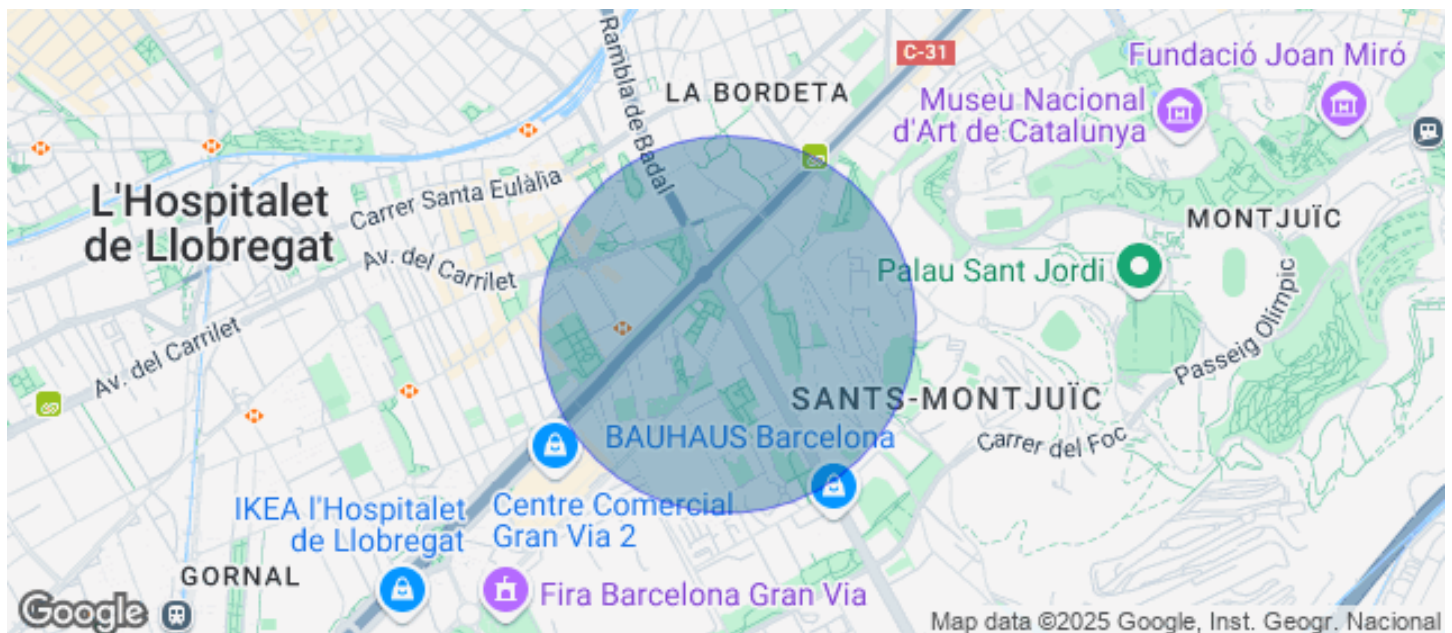 C-31
Fundació Joan Miró
Rambla de Badal
LA BORDETA
Museu Nacional
d'Art de Catalunya
L'Hospitalet
de Llobregat
Carrer Santa Eulàlia
Av. del Carrilet
MONTJUÏC
Palau Sant Jordi
Passeig Olímpic
Av. del Carrilet
SANTS-MONTJUÏC
BAUHAUS Barcelona
Carrer del Foc
IKEA l'Hospitalet
de Llobregat
Centre Comercial
Gran Via 2
GORNAL
Fira Barcelona Gran Via
Google
Map data ©2025 Google, Inst. Geogr. Nacional